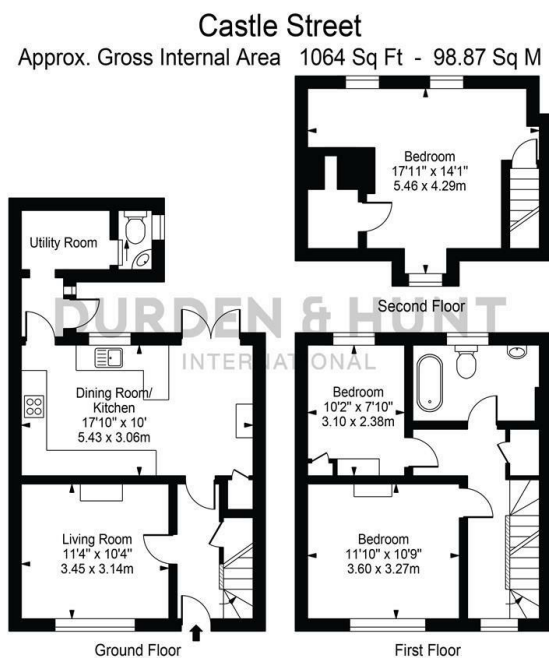 Castle Street
Approx. Gross Internal Area 1064 Sq Ft - 98.87 Sq M
Bedroom
17'11" x 14'1"
5.46 x 4.29m
Second Floor
Utility Room
DURDEN & HUNT
INTERNATIONAL
Dining Room/
Kitchen
17'10" x 10'
5.43 x 3.06m
Living Room
11'4" x 10'4"
3.45 x 3.14m
Ground Floor
Bedroom
10'2" x 7'10"
3.10 x 2.38m
Bedroom
11'10" x 10'9"
3.60 x 3.27m
First Floor